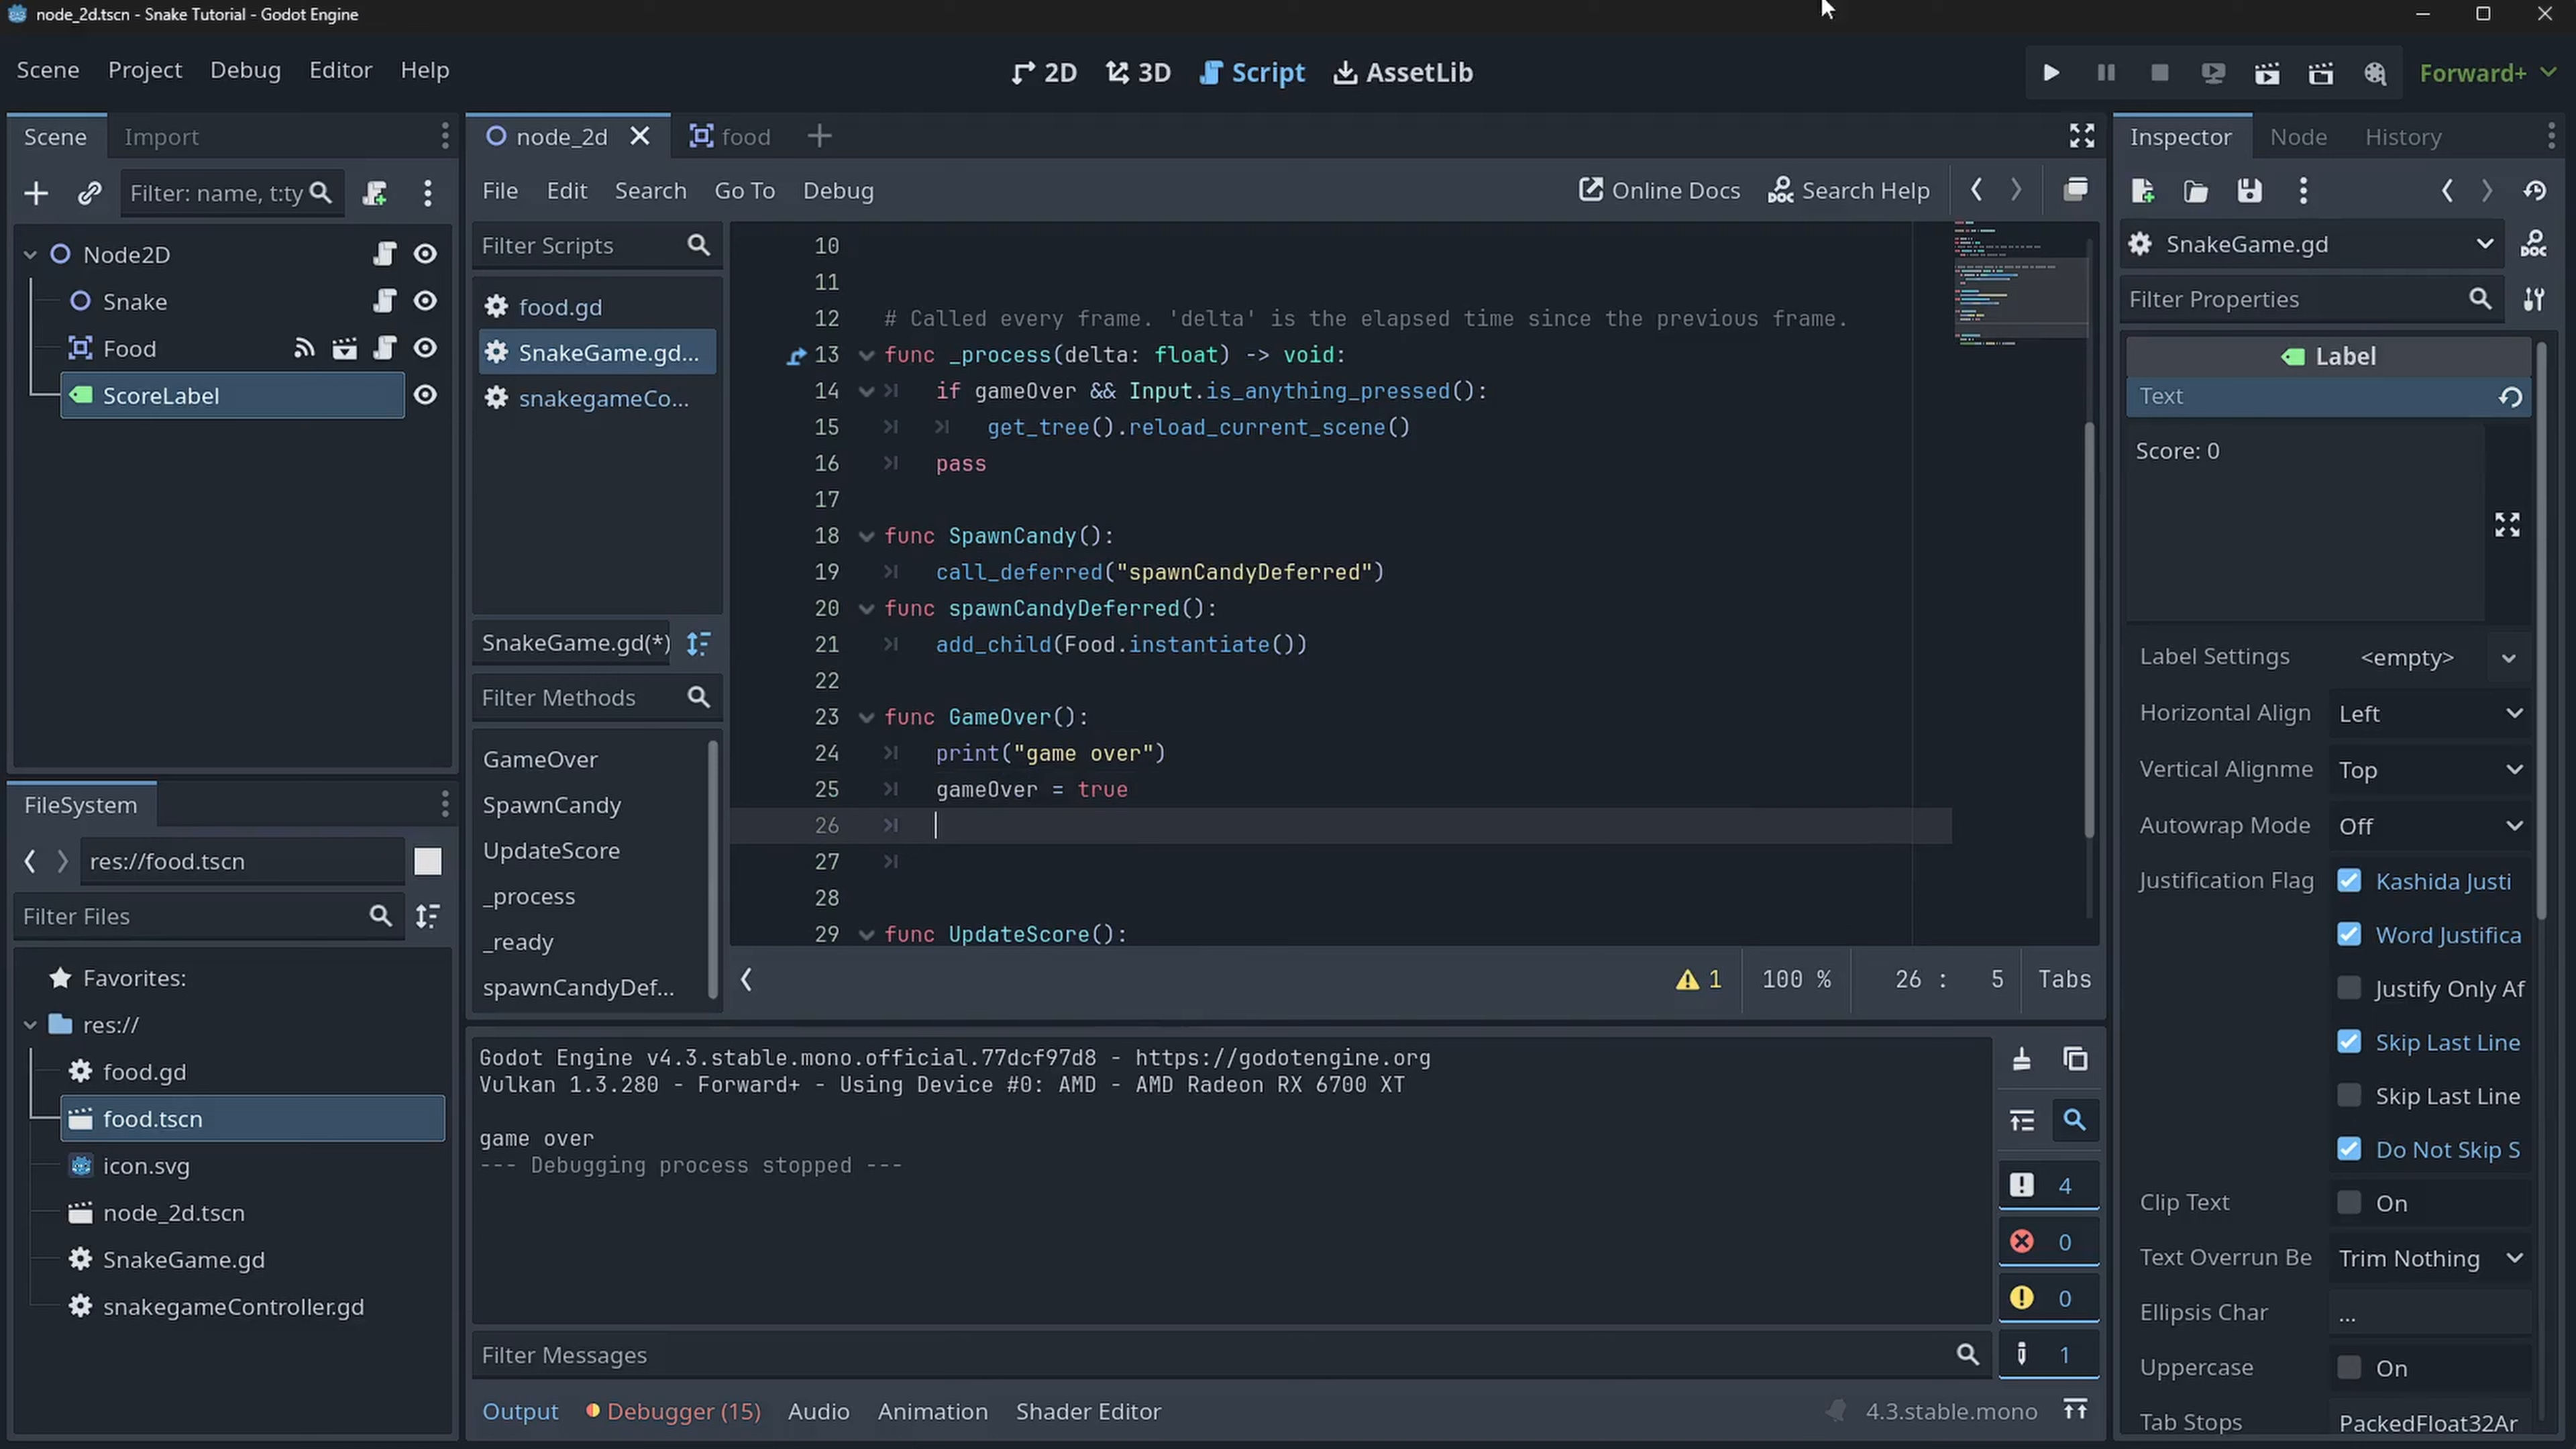 node_2d.tscn - Snake Tutorial - Godot Engine
Scene Project Debug Editor Help
2D 3D Script AssetLib
Forward+
Scene Import
Filter: name, t:ty
Node2D
Snake
Food
ScoreLabel
FileSystem
res://food.tscn
Filter Files
Favorites:
res://
food.gd
food.tscn
icon.svg
node_2d.tscn
SnakeGame.gd
snakegameController.gd
node_2d food
File Edit Search Go To Debug
Online Docs Search Help
Filter Scripts
food.gd
SnakeGame.gd...
snakegameCo...
SnakeGame.gd(*)
Filter Methods
GameOver
SpawnCandy
UpdateScore
_process
_ready
spawnCandyDef...
10
11
12 # Called every frame. 'delta' is the elapsed time since the previous frame.
13 func _process(delta: float) -> void:
14 if gameOver && Input.is_anything_pressed():
15 get_tree().reload_current_scene()
16 pass
17
18 func SpawnCandy():
19 call_deferred("spawnCandyDeferred")
20 func spawnCandyDeferred():
21 add_child(Food.instantiate())
22
23 func GameOver():
24 print("game over")
25 gameOver = true
26
27
28
29 func UpdateScore():
1 100 % 26 : 5 Tabs
Godot Engine v4.3.stable.mono.official.77dcf97d8 - https://godotengine.org
Vulkan 1.3.280 - Forward+ - Using Device #0: AMD - AMD Radeon RX 6700 XT
game over
--- Debugging process stopped ---
4
0
0
1
Filter Messages
Output Debugger (15) Audio Animation Shader Editor
4.3.stable.mono
Inspector Node History
SnakeGame.gd
Filter Properties
Label
Text
Score: 0
Label Settings <empty>
Horizontal Align Left
Vertical Alignme Top
Autowrap Mode Off
Justification Flag Kashida Justi
Word Justifica
Justify Only Af
Skip Last Line
Skip Last Line
Do Not Skip S
Clip Text On
Text Overrun Be Trim Nothing
Ellipsis Char ...
Uppercase On
Tab Stops PackedFloat32Ar